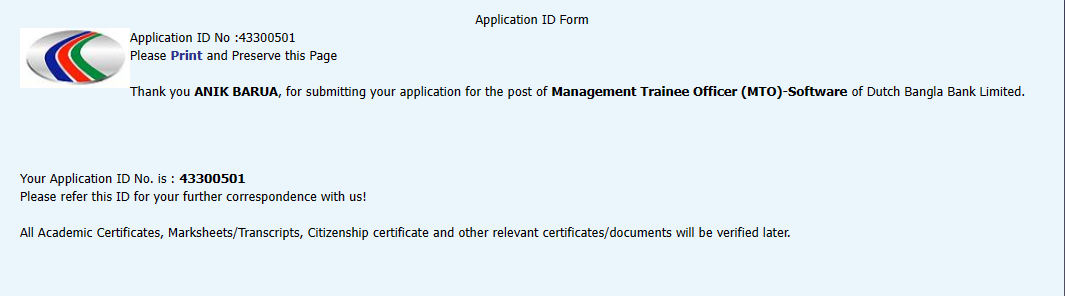 Application ID Form
Application ID No :43300501
Please Print and Preserve this Page
Thank you ANIK BARUA, for submitting your application for the post of Management Trainee Officer (MTO)-Software of Dutch Bangla Bank Limited.
Your Application ID No. is : 43300501
Please refer this ID for your further correspondence with us!
All Academic Certificates, Marksheets/Transcripts, Citizenship certificate and other relevant certificates/documents will be verified later.